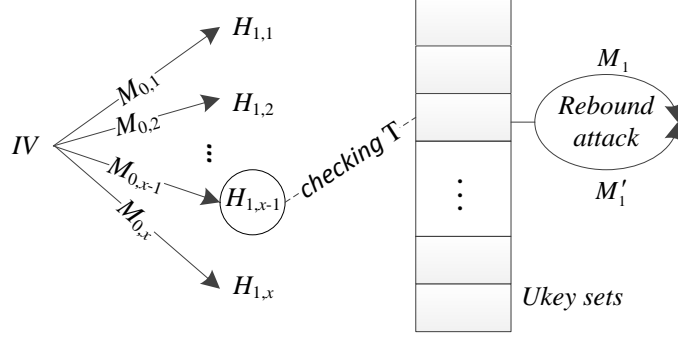 IV
M0,1
M0,2
...
M0,x-1
M0,x
H1,1
H1,2
H1,x-1
H1,x
checking T
...
Ukey sets
M1
Rebound
attack
M1′